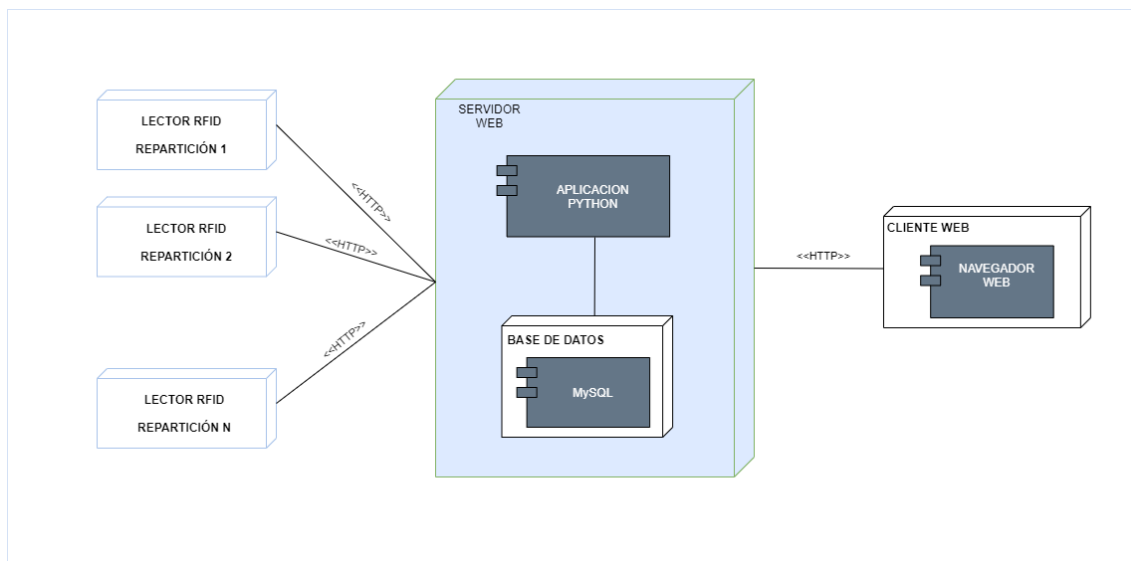 LECTOR RFID
REPARTICIÓN 1
<<HTTP>>
LECTOR RFID
REPARTICIÓN 2
<<HTTP>>
LECTOR RFID
REPARTICIÓN N
<<HTTP>>
SERVIDOR
WEB
APLICACION
PYTHON
BASE DE DATOS
MySQL
<<HTTP>>
CLIENTE WEB
NAVEGADOR
WEB